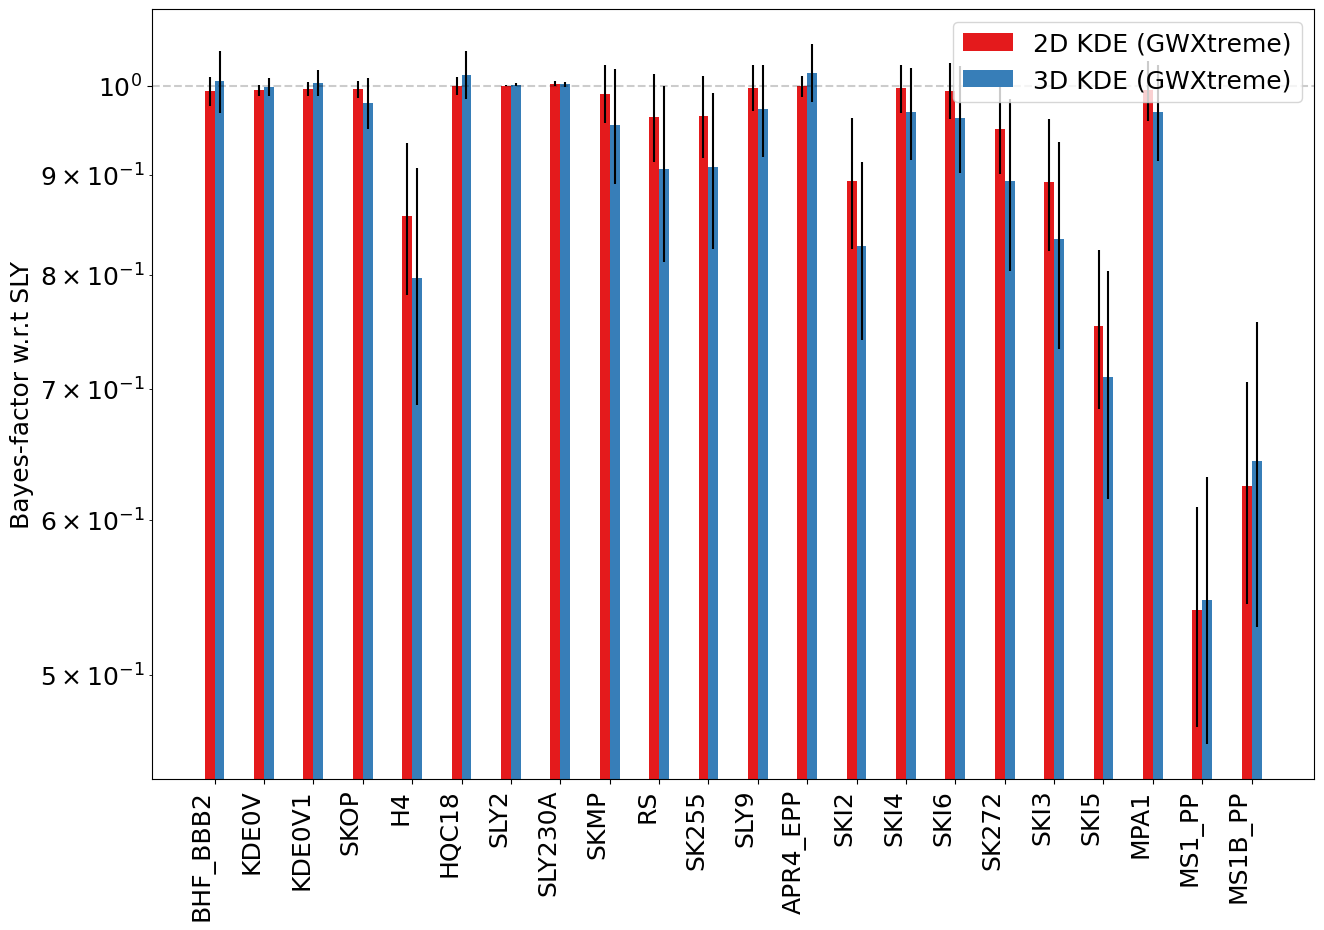 2D KDE (GWXtreme)
3D KDE (GWXtreme)
10⁰
9 × 10⁻¹
8 × 10⁻¹
7 × 10⁻¹
6 × 10⁻¹
5 × 10⁻¹
Bayes-factor w.r.t SLY
BHF_BBB2
KDE0V
KDE0V1
SKOP
H4
HQC18
SLY2
SLY230A
SKMP
RS
SK255
SLY9
APR4_EPP
SKI2
SKI4
SKI6
SK272
SKI3
SKI5
MPA1
MS1_PP
MS1B_PP